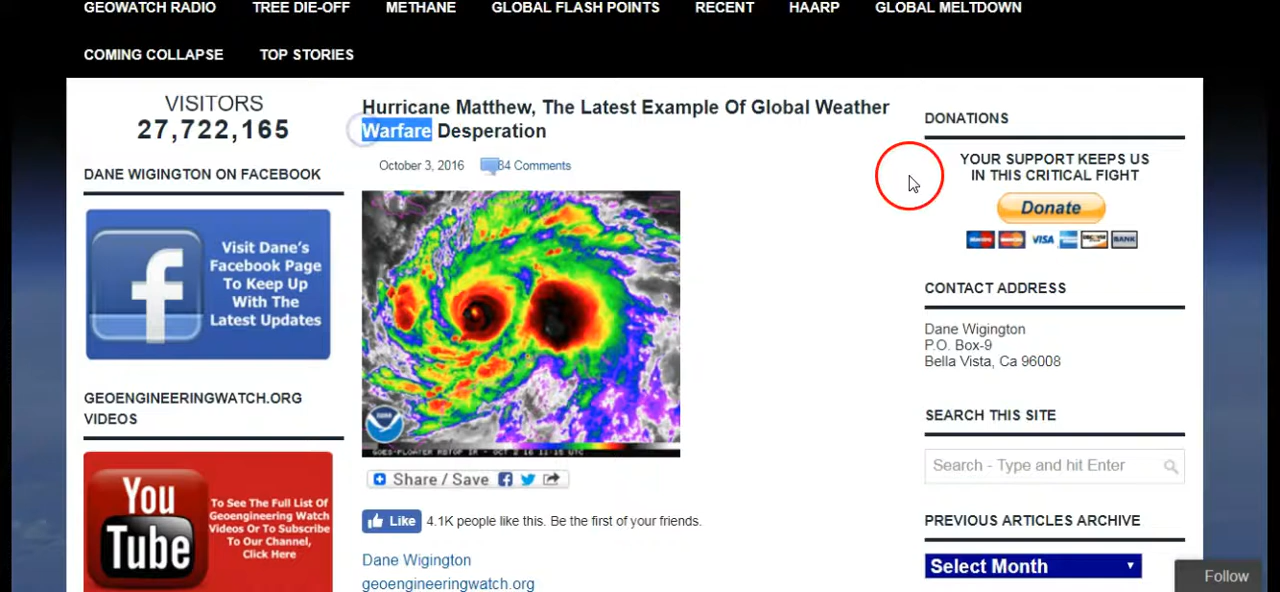 GEOWATCH RADIO TREE DIE-OFF METHANE GLOBAL FLASH POINTS RECENT HAARP GLOBAL MELTDOWN
COMING COLLAPSE TOP STORIES
VISITORS
27,722,165
DANE WIGINGTON ON FACEBOOK
Visit Dane's
Facebook Page
To Keep Up
With The
Latest Updates
GEOENGINEERINGWATCH.ORG
VIDEOS
You
Tube
To See The Full List Of
Geoengineering Watch
Videos Or To Subscribe
To Our Channel,
Click Here
Hurricane Matthew, The Latest Example Of Global Weather
Warfare Desperation
October 3, 2016 84 Comments
Share / Save
Like 4.1K people like this. Be the first of your friends.
Dane Wigington
geoengineeringwatch.org
DONATIONS
YOUR SUPPORT KEEPS US
IN THIS CRITICAL FIGHT
Donate
VISA BANK
CONTACT ADDRESS
Dane Wigington
P.O. Box-9
Bella Vista, Ca 96008
SEARCH THIS SITE
Search - Type and hit Enter
PREVIOUS ARTICLES ARCHIVE
Select Month
Follow